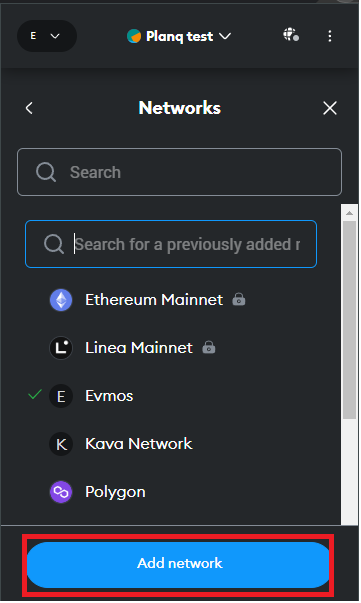 E
Planq test
Networks
Search
Search for a previously added r
Ethereum Mainnet
L Linea Mainnet
E Evmos
K Kava Network
Polygon
Add network